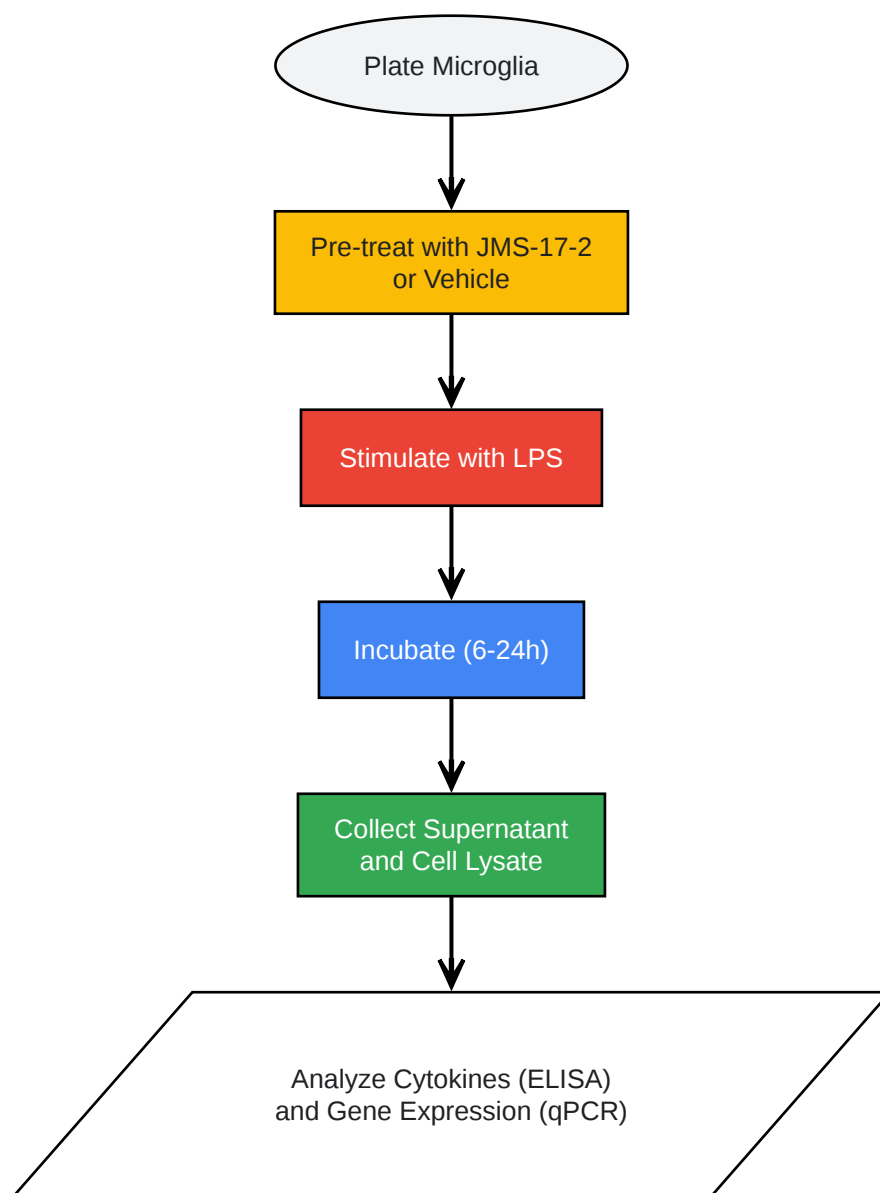 Plate Microglia
Pre-treat with JMS-17-2
or Vehicle
Stimulate with LPS
Incubate (6-24h)
Collect Supernatant
and Cell Lysate
Analyze Cytokines (ELISA)
and Gene Expression (qPCR)